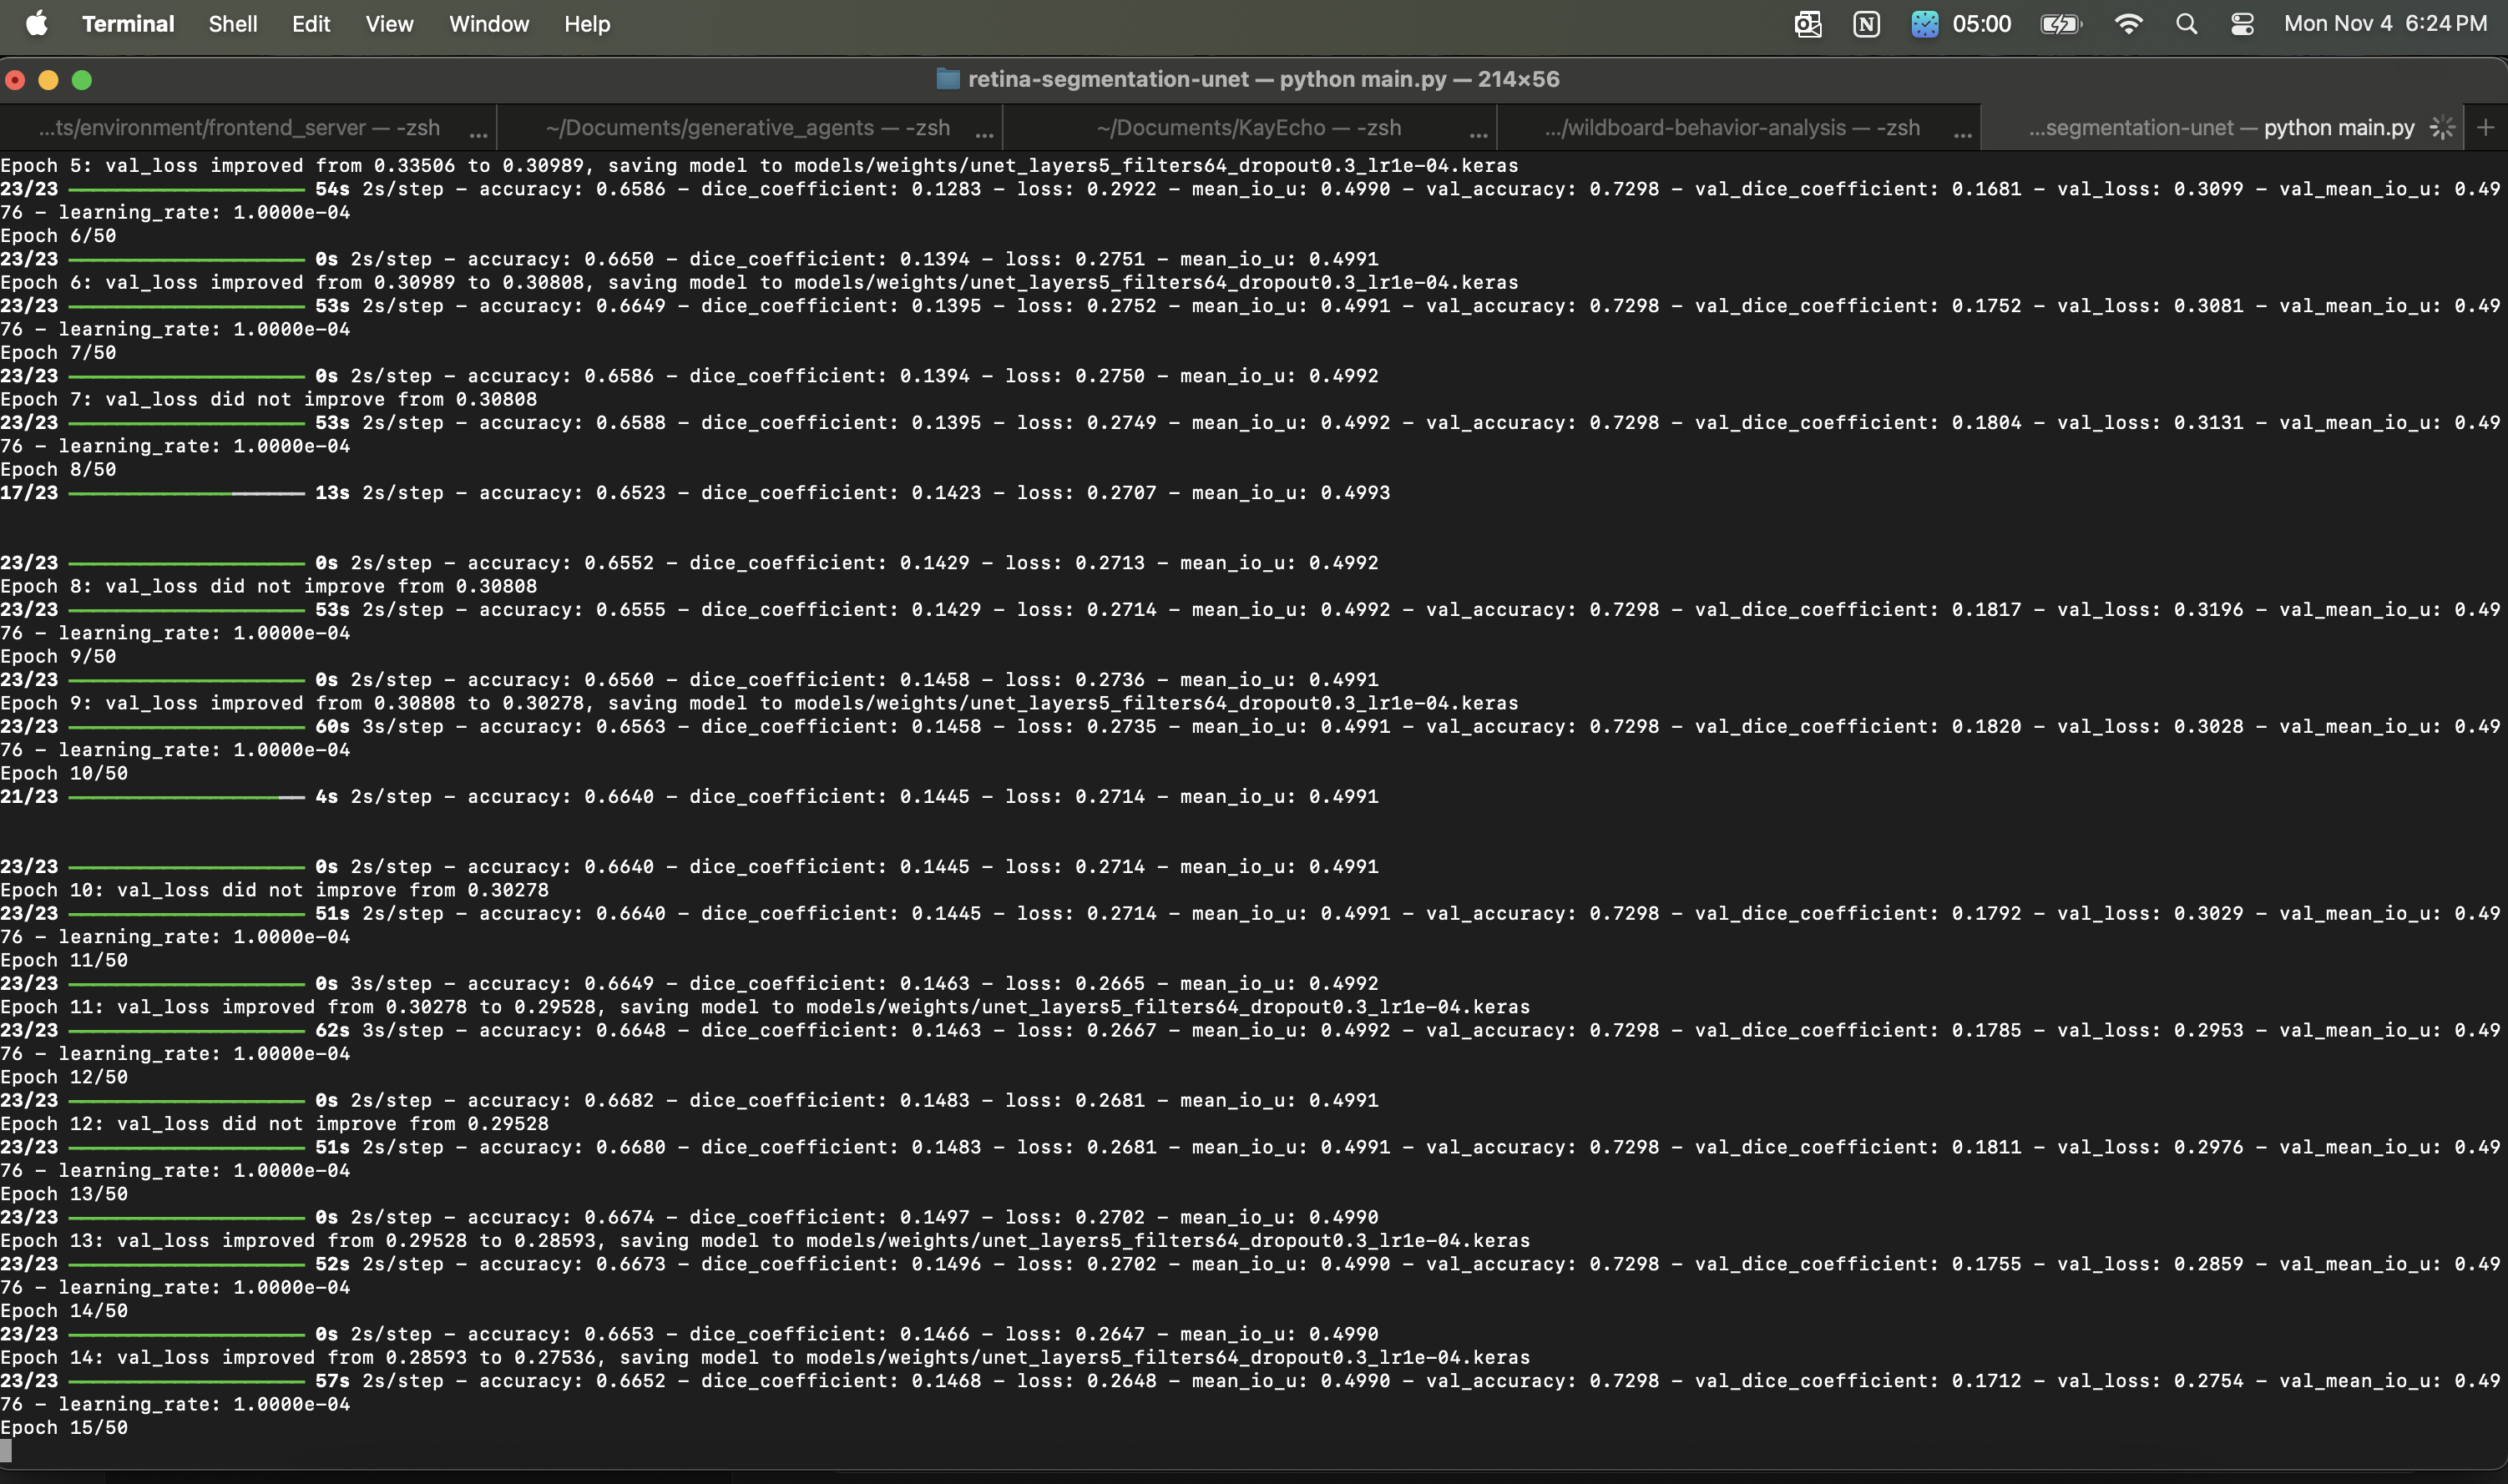 Terminal Shell Edit View Window Help 05:00 Mon Nov 4 6:24 PM
retina-segmentation-unet — python main.py — 214×56
...ts/environment/frontend_server — -zsh ... ~/Documents/generative_agents — -zsh ... ~/Documents/KayEcho — -zsh ... .../wildboard-behavior-analysis — -zsh ... ...segmentation-unet — python main.py +
Epoch 5: val_loss improved from 0.33506 to 0.30989, saving model to models/weights/unet_layers5_filters64_dropout0.3_lr1e-04.keras
23/23 54s 2s/step - accuracy: 0.6586 - dice_coefficient: 0.1283 - loss: 0.2922 - mean_io_u: 0.4990 - val_accuracy: 0.7298 - val_dice_coefficient: 0.1681 - val_loss: 0.3099 - val_mean_io_u: 0.49
76 - learning_rate: 1.0000e-04
Epoch 6/50
23/23 0s 2s/step - accuracy: 0.6650 - dice_coefficient: 0.1394 - loss: 0.2751 - mean_io_u: 0.4991
Epoch 6: val_loss improved from 0.30989 to 0.30808, saving model to models/weights/unet_layers5_filters64_dropout0.3_lr1e-04.keras
23/23 53s 2s/step - accuracy: 0.6649 - dice_coefficient: 0.1395 - loss: 0.2752 - mean_io_u: 0.4991 - val_accuracy: 0.7298 - val_dice_coefficient: 0.1752 - val_loss: 0.3081 - val_mean_io_u: 0.49
76 - learning_rate: 1.0000e-04
Epoch 7/50
23/23 0s 2s/step - accuracy: 0.6586 - dice_coefficient: 0.1394 - loss: 0.2750 - mean_io_u: 0.4992
Epoch 7: val_loss did not improve from 0.30808
23/23 53s 2s/step - accuracy: 0.6588 - dice_coefficient: 0.1395 - loss: 0.2749 - mean_io_u: 0.4992 - val_accuracy: 0.7298 - val_dice_coefficient: 0.1804 - val_loss: 0.3131 - val_mean_io_u: 0.49
76 - learning_rate: 1.0000e-04
Epoch 8/50
17/23 13s 2s/step - accuracy: 0.6523 - dice_coefficient: 0.1423 - loss: 0.2707 - mean_io_u: 0.4993
23/23 0s 2s/step - accuracy: 0.6552 - dice_coefficient: 0.1429 - loss: 0.2713 - mean_io_u: 0.4992
Epoch 8: val_loss did not improve from 0.30808
23/23 53s 2s/step - accuracy: 0.6555 - dice_coefficient: 0.1429 - loss: 0.2714 - mean_io_u: 0.4992 - val_accuracy: 0.7298 - val_dice_coefficient: 0.1817 - val_loss: 0.3196 - val_mean_io_u: 0.49
76 - learning_rate: 1.0000e-04
Epoch 9/50
23/23 0s 2s/step - accuracy: 0.6560 - dice_coefficient: 0.1458 - loss: 0.2736 - mean_io_u: 0.4991
Epoch 9: val_loss improved from 0.30808 to 0.30278, saving model to models/weights/unet_layers5_filters64_dropout0.3_lr1e-04.keras
23/23 60s 3s/step - accuracy: 0.6563 - dice_coefficient: 0.1458 - loss: 0.2735 - mean_io_u: 0.4991 - val_accuracy: 0.7298 - val_dice_coefficient: 0.1820 - val_loss: 0.3028 - val_mean_io_u: 0.49
76 - learning_rate: 1.0000e-04
Epoch 10/50
21/23 4s 2s/step - accuracy: 0.6640 - dice_coefficient: 0.1445 - loss: 0.2714 - mean_io_u: 0.4991
23/23 0s 2s/step - accuracy: 0.6640 - dice_coefficient: 0.1445 - loss: 0.2714 - mean_io_u: 0.4991
Epoch 10: val_loss did not improve from 0.30278
23/23 51s 2s/step - accuracy: 0.6640 - dice_coefficient: 0.1445 - loss: 0.2714 - mean_io_u: 0.4991 - val_accuracy: 0.7298 - val_dice_coefficient: 0.1792 - val_loss: 0.3029 - val_mean_io_u: 0.49
76 - learning_rate: 1.0000e-04
Epoch 11/50
23/23 0s 3s/step - accuracy: 0.6649 - dice_coefficient: 0.1463 - loss: 0.2665 - mean_io_u: 0.4992
Epoch 11: val_loss improved from 0.30278 to 0.29528, saving model to models/weights/unet_layers5_filters64_dropout0.3_lr1e-04.keras
23/23 62s 3s/step - accuracy: 0.6648 - dice_coefficient: 0.1463 - loss: 0.2667 - mean_io_u: 0.4992 - val_accuracy: 0.7298 - val_dice_coefficient: 0.1785 - val_loss: 0.2953 - val_mean_io_u: 0.49
76 - learning_rate: 1.0000e-04
Epoch 12/50
23/23 0s 2s/step - accuracy: 0.6682 - dice_coefficient: 0.1483 - loss: 0.2681 - mean_io_u: 0.4991
Epoch 12: val_loss did not improve from 0.29528
23/23 51s 2s/step - accuracy: 0.6680 - dice_coefficient: 0.1483 - loss: 0.2681 - mean_io_u: 0.4991 - val_accuracy: 0.7298 - val_dice_coefficient: 0.1811 - val_loss: 0.2976 - val_mean_io_u: 0.49
76 - learning_rate: 1.0000e-04
Epoch 13/50
23/23 0s 2s/step - accuracy: 0.6674 - dice_coefficient: 0.1497 - loss: 0.2702 - mean_io_u: 0.4990
Epoch 13: val_loss improved from 0.29528 to 0.28593, saving model to models/weights/unet_layers5_filters64_dropout0.3_lr1e-04.keras
23/23 52s 2s/step - accuracy: 0.6673 - dice_coefficient: 0.1496 - loss: 0.2702 - mean_io_u: 0.4990 - val_accuracy: 0.7298 - val_dice_coefficient: 0.1755 - val_loss: 0.2859 - val_mean_io_u: 0.49
76 - learning_rate: 1.0000e-04
Epoch 14/50
23/23 0s 2s/step - accuracy: 0.6653 - dice_coefficient: 0.1466 - loss: 0.2647 - mean_io_u: 0.4990
Epoch 14: val_loss improved from 0.28593 to 0.27536, saving model to models/weights/unet_layers5_filters64_dropout0.3_lr1e-04.keras
23/23 57s 2s/step - accuracy: 0.6652 - dice_coefficient: 0.1468 - loss: 0.2648 - mean_io_u: 0.4990 - val_accuracy: 0.7298 - val_dice_coefficient: 0.1712 - val_loss: 0.2754 - val_mean_io_u: 0.49
76 - learning_rate: 1.0000e-04
Epoch 15/50